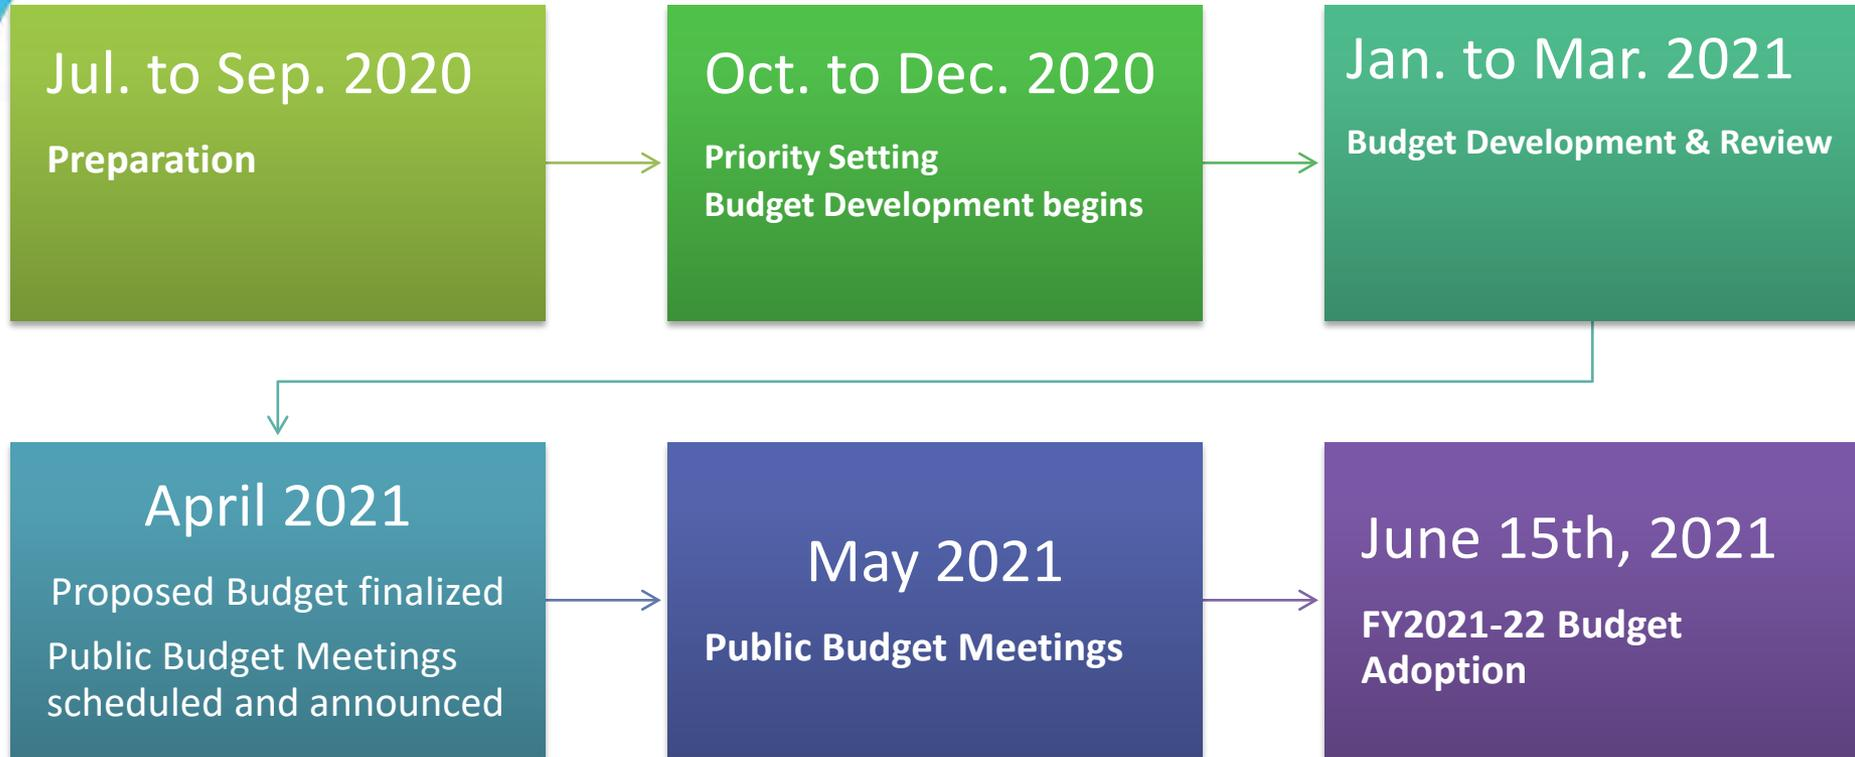 Jul. to Sep. 2020
Preparation
Oct. to Dec. 2020
Priority Setting
Budget Development begins
Jan. to Mar. 2021
Budget Development & Review
April 2021
Proposed Budget finalized
Public Budget Meetings
scheduled and announced
May 2021
Public Budget Meetings
June 15th, 2021
FY2021-22 Budget
Adoption